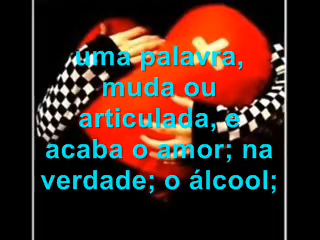 uma palavra,
muda ou
articulada, e
acaba o amor; na
verdade; o álcool;